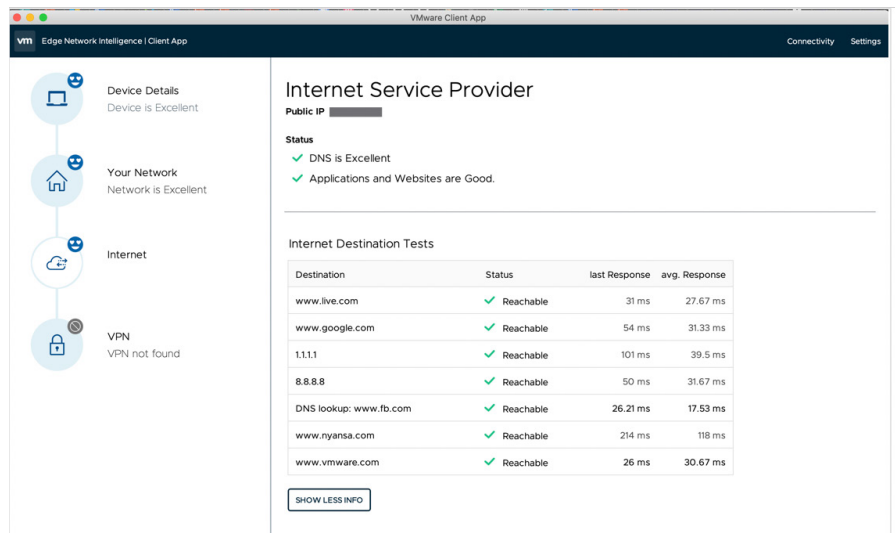 VMware Client App
vm Edge Network Intelligence | Client App Connectivity Settings
Device Details
Device is Excellent
Your Network
Network is Excellent
Internet
VPN
VPN not found
Internet Service Provider
Public IP
Status
DNS is Excellent
Applications and Websites are Good.
Internet Destination Tests
Destination Status last Response avg. Response
www.live.com Reachable 31 ms 27.67 ms
www.google.com Reachable 54 ms 31.33 ms
1.1.1.1 Reachable 101 ms 39.5 ms
8.8.8.8 Reachable 50 ms 31.67 ms
DNS lookup: www.fb.com Reachable 26.21 ms 17.53 ms
www.nyansa.com Reachable 214 ms 118 ms
www.vmware.com Reachable 26 ms 30.67 ms
SHOW LESS INFO